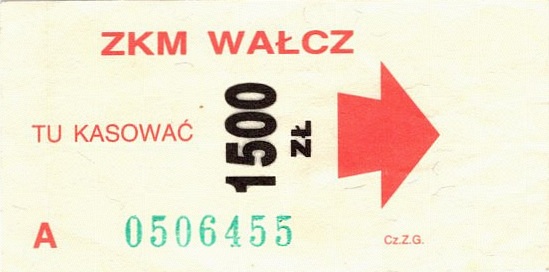 ZKM WAŁCZ
TU KASOWAĆ
1500
ZŁ
A 0506455
Cz.Z.G.